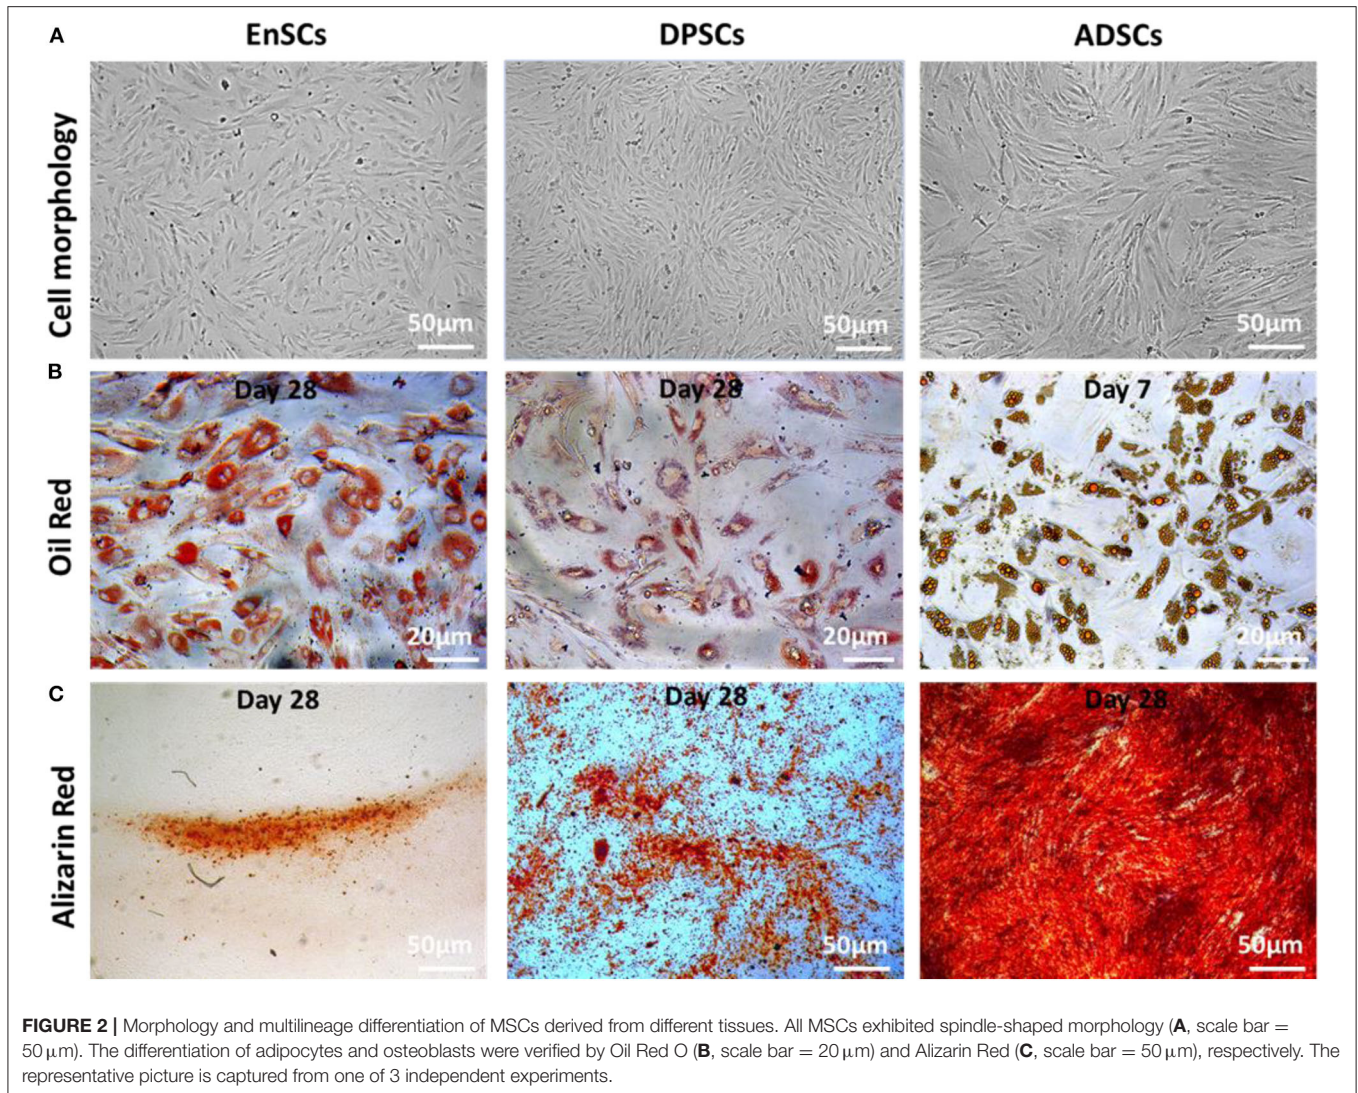 A
EnSCs
DPSCs
ADSCs
Cell morphology
50μm
50μm
50μm
B
Day 28
Day 28
Day 7
Oil Red
20μm
20μm
20μm
C
Day 28
Day 28
Day 28
Alizarin Red
50μm
50μm
50μm
FIGURE 2 | Morphology and multilineage differentiation of MSCs derived from different tissues. All MSCs exhibited spindle-shaped morphology (A, scale bar =
50 μm). The differentiation of adipocytes and osteoblasts were verified by Oil Red O (B, scale bar = 20 μm) and Alizarin Red (C, scale bar = 50 μm), respectively. The
representative picture is captured from one of 3 independent experiments.